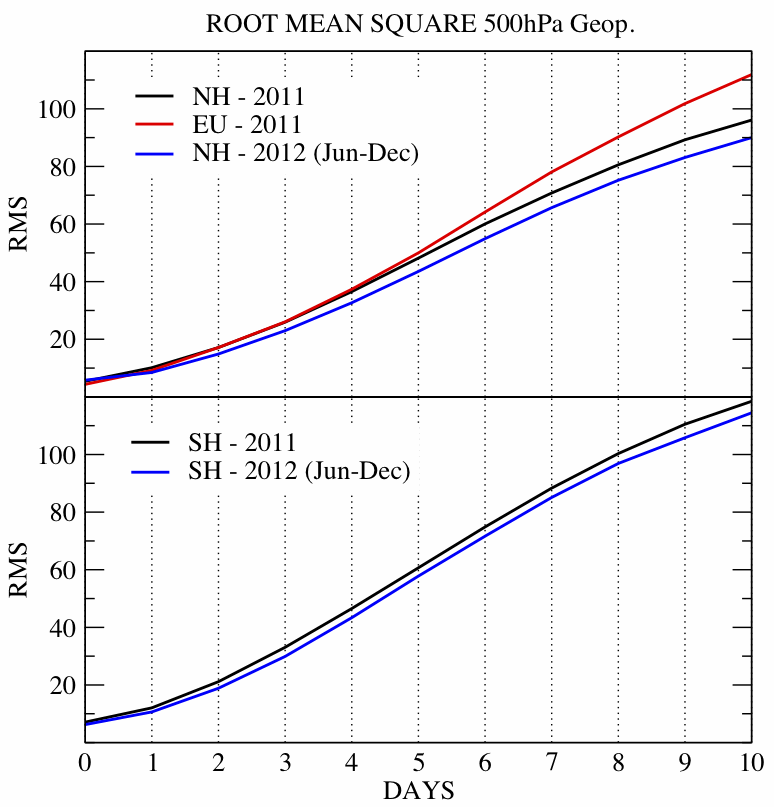 ROOT MEAN SQUARE 500hPa Geop.
NH - 2011
EU - 2011
NH - 2012 (Jun-Dec)
100
80
60
40
20
RMS
SH - 2011
SH - 2012 (Jun-Dec)
100
80
60
40
20
RMS
0 1 2 3 4 5 6 7 8 9 10
DAYS